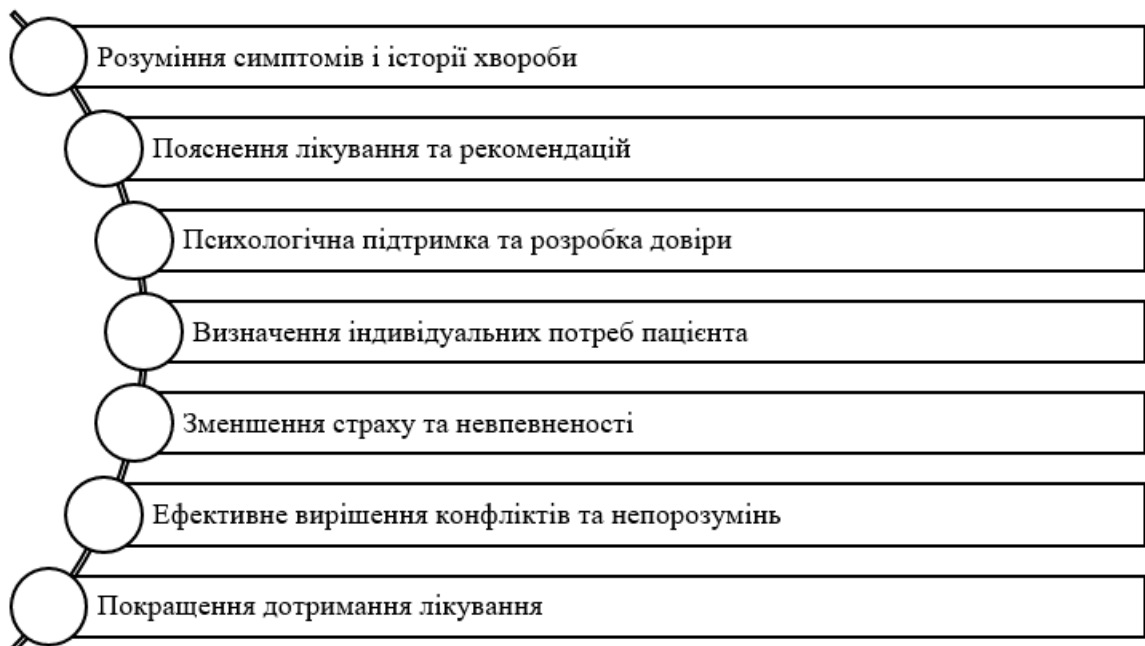 Розуміння симптомів і історії хвороби
Пояснення лікування та рекомендацій
Психологічна підтримка та розробка довіри
Визначення індивідуальних потреб пацієнта
Зменшення страху та невпевненості
Ефективне вирішення конфліктів та непорозумінь
Покращення дотримання лікування